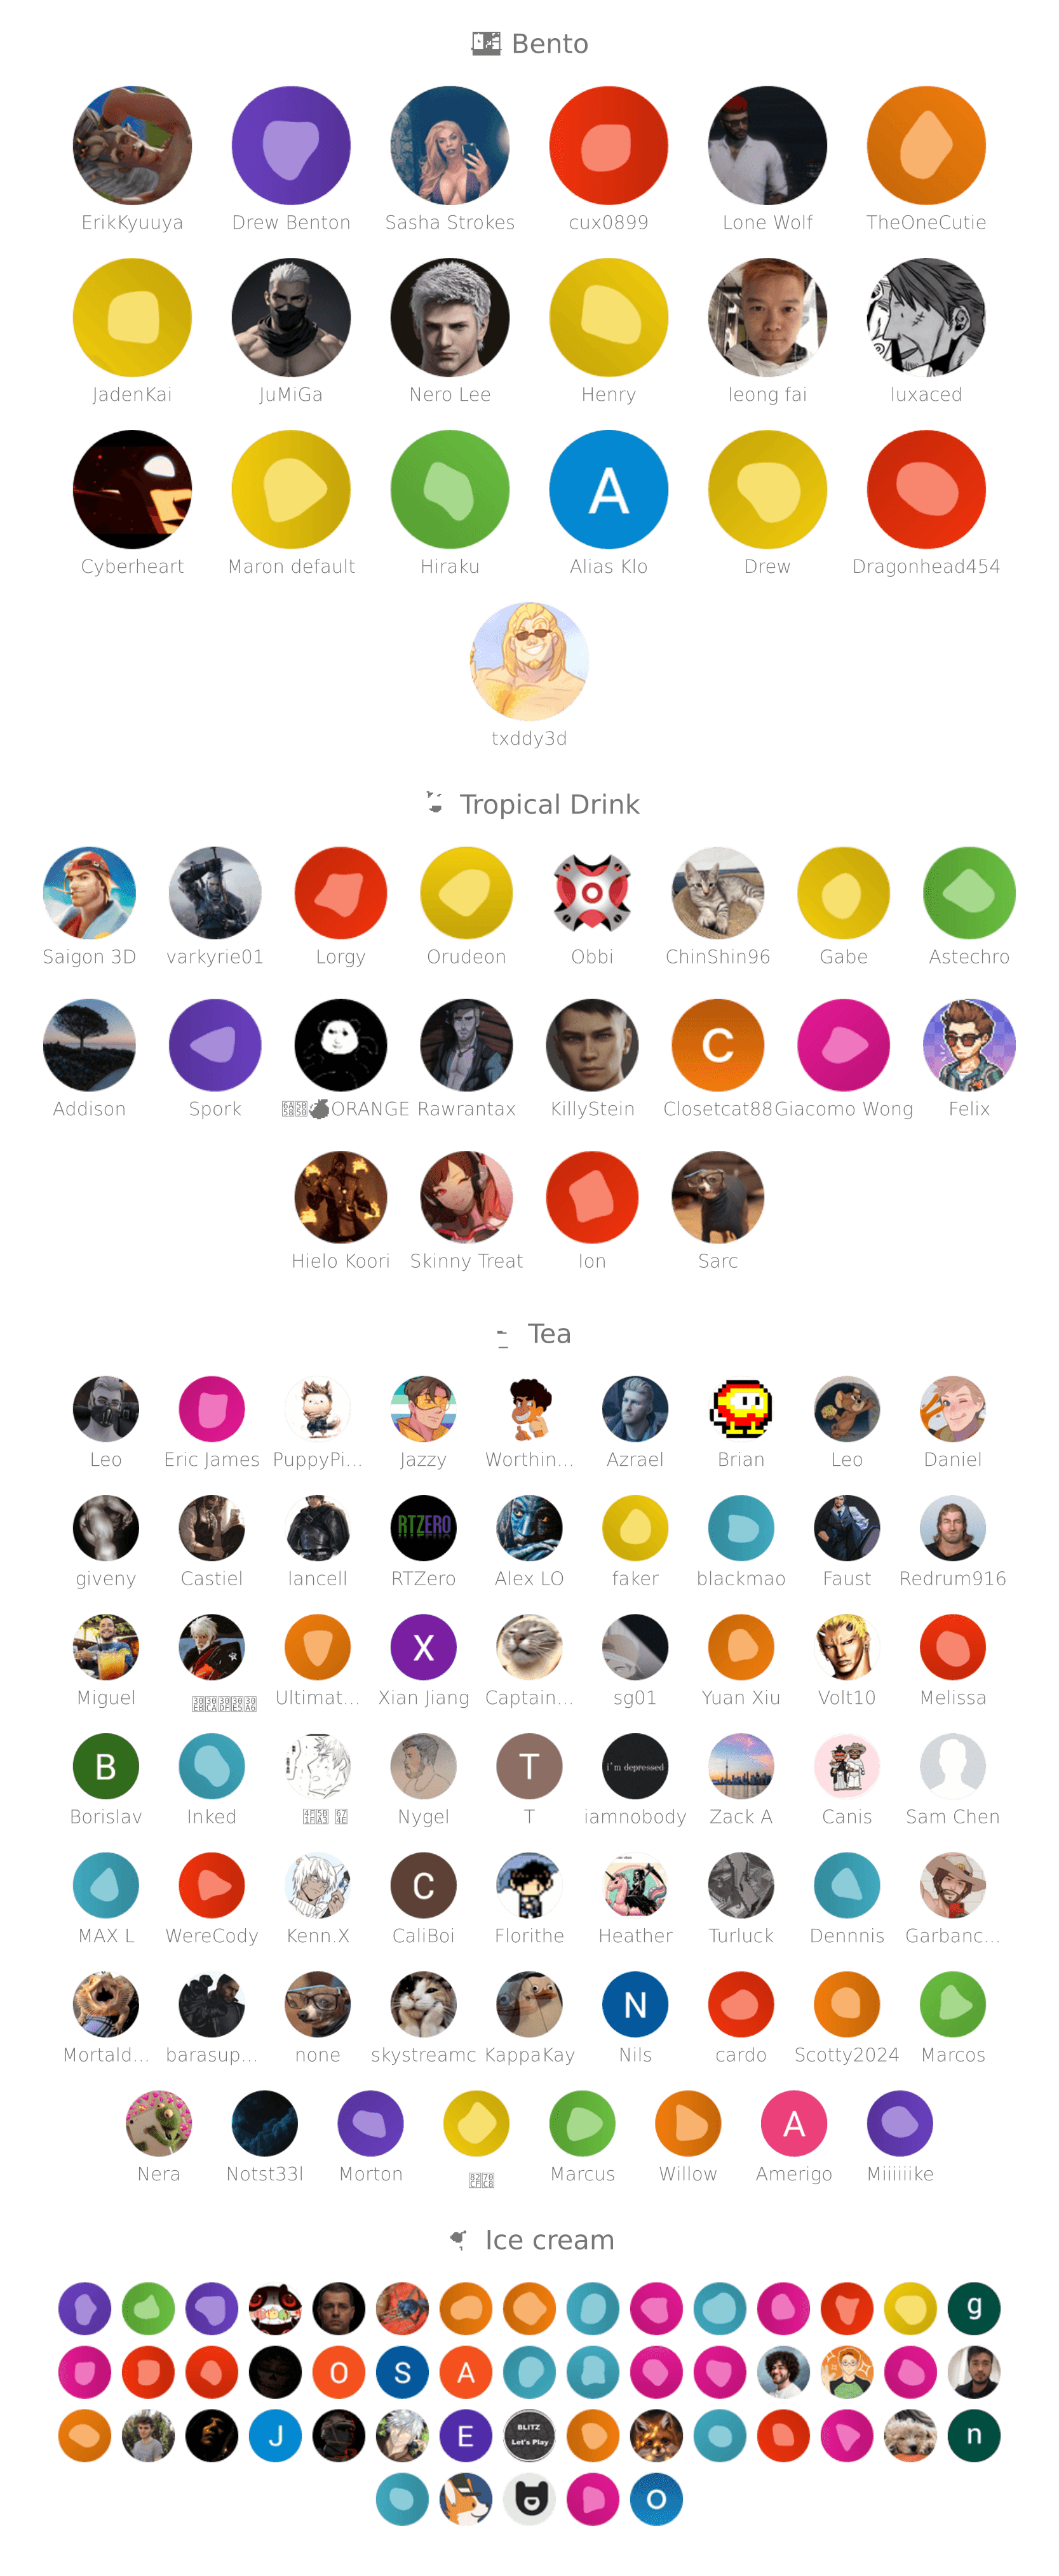 Bento
ErikKyuuya Drew Benton Sasha Strokes cux0899 Lone Wolf TheOneCutie
JadenKai JuMiGa Nero Lee Henry leong fai luxaced
A
Cyberheart Maron default Hiraku Alias Klo Drew Dragonhead454
txddy3d
Tropical Drink
Saigon 3D varkyrie01 Lorgy Orudeon Obbi ChinShin96 Gabe Astechro
C
Addison Spork ORANGE Rawrantax KillyStein Closetcat88 Giacomo Wong Felix
Hielo Koori Skinny Treat Ion Sarc
Tea
Leo Eric James PuppyPi... Jazzy Worthin... Azrael Brian Leo Daniel
RTZERO
giveny Castiel lancell RTZero Alex LO faker blackmao Faust Redrum916
X
Miguel Ultimat... Xian Jiang Captain... sg01 Yuan Xiu Volt10 Melissa
B T i'm depressed
Borislav Inked Nygel T iamnobody Zack A Canis Sam Chen
C
MAX L WereCody Kenn.X CaliBoi Florithe Heather Turluck Dennnis Garbanc...
N
Mortald... barasup... none skystreamc KappaKay Nils cardo Scotty2024 Marcos
A
Nera Notst33l Morton Marcus Willow Amerigo Miiiiiike
Ice cream
g
O S A
J E BLITZ Let's Play n
O